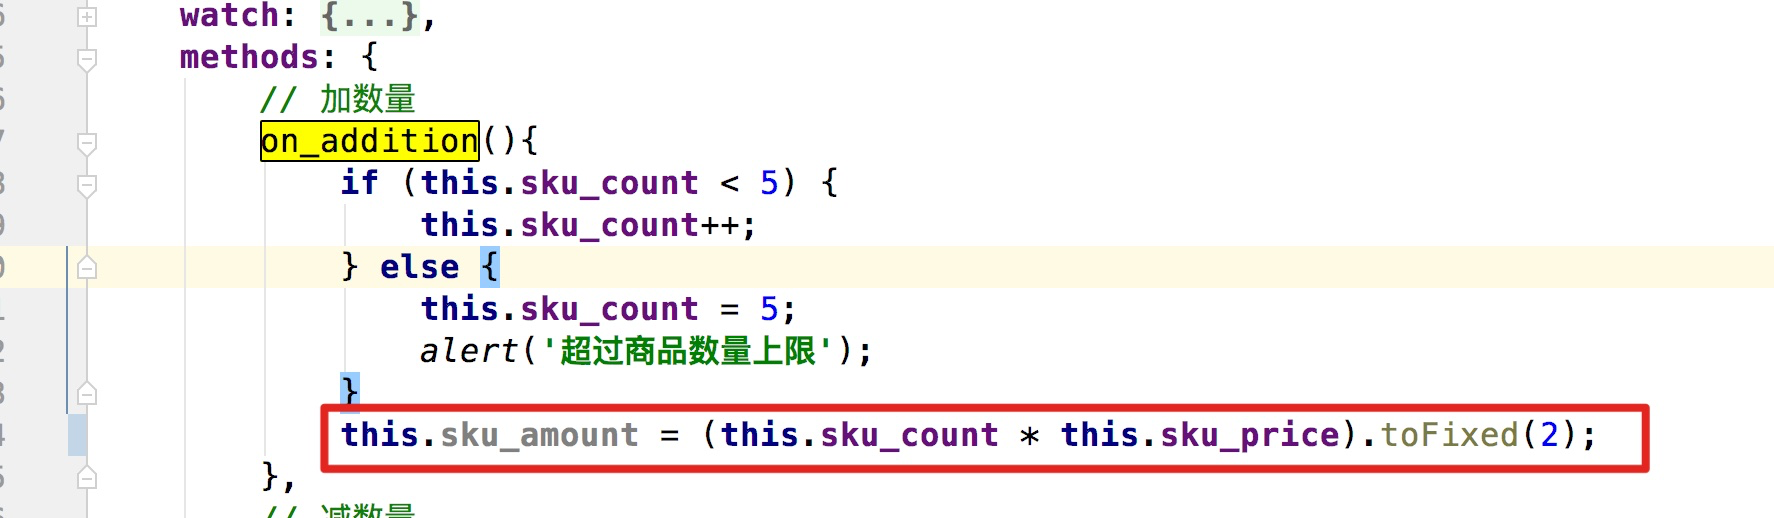 watch: {...},
methods: {
// 加数量
on_addition(){
if (this.sku_count < 5) {
this.sku_count++;
} else {
this.sku_count = 5;
alert('超过商品数量上限');
}
this.sku_amount = (this.sku_count * this.sku_price).toFixed(2);
},
// 减数量